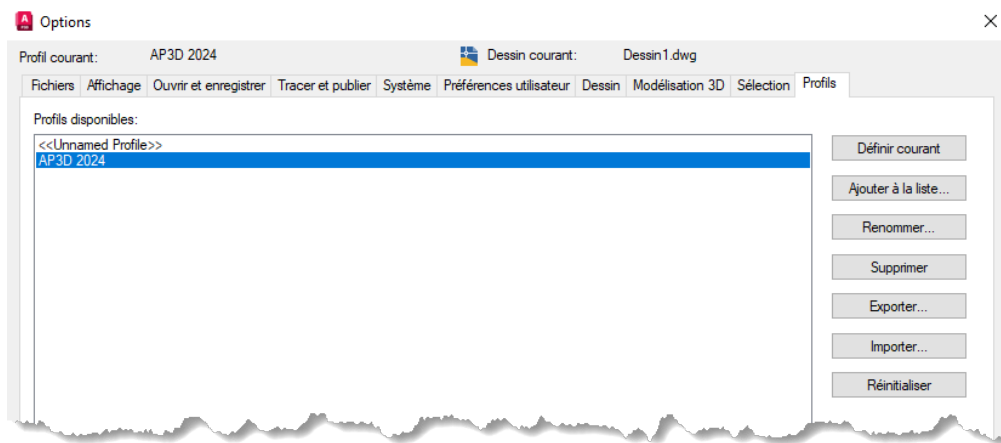 Options
Profil courant: AP3D 2024 Dessin courant: Dessin1.dwg
Fichiers Affichage Ouvrir et enregistrer Tracer et publier Système Préférences utilisateur Dessin Modélisation 3D Sélection Profils
Profils disponibles:
<<Unnamed Profile>>
AP3D 2024
Définir courant
Ajouter à la liste...
Renommer...
Supprimer
Exporter...
Importer...
Réinitialiser